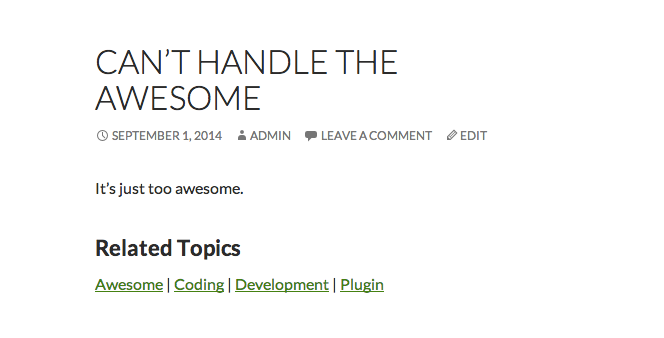 CAN’T HANDLE THE
AWESOME
SEPTEMBER 1, 2014 ADMIN LEAVE A COMMENT EDIT
It’s just too awesome.
Related Topics
Awesome | Coding | Development | Plugin